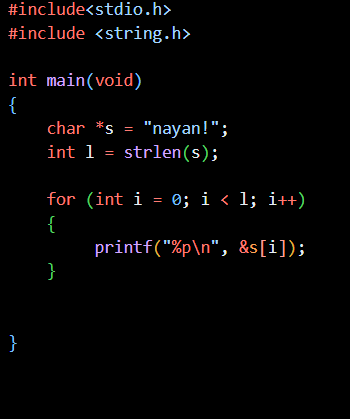 #include<stdio.h>
#include <string.h>
int main(void)
{
    char *s = "nayan!";
    int l = strlen(s);
    for (int i = 0; i < l; i++)
    {
         printf("%p\n", &s[i]);
    }
}